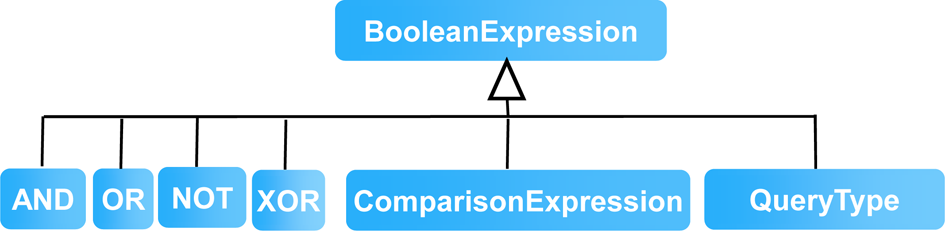 BooleanExpression
AND
OR
NOT
XOR
ComparisonExpression
QueryType